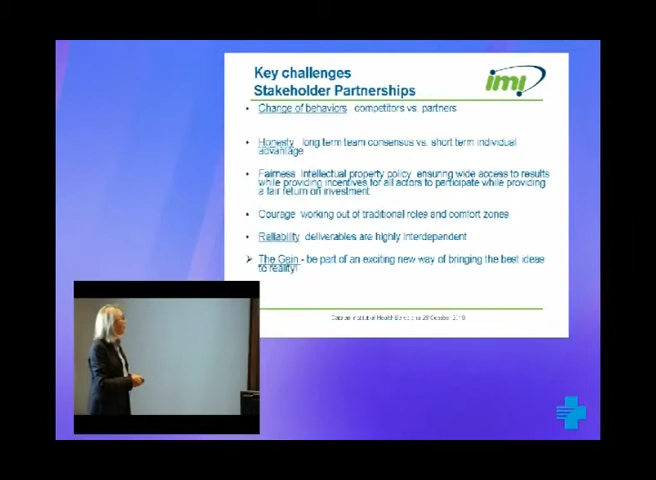 Key challenges
Stakeholder Partnerships
imi
• Change of behaviors competitors vs. partners
• Honesty long term team consensus vs. short term individual
advantage
• Fairness Intellectual property policy ensuring wide access to results
while providing incentives for all actors to participate while providing
a fair return on investment
• Courage working out of traditional roles and comfort zones
• Reliability deliverables are highly interdependent
➢ The Gain - be part of an exciting new way of bringing the best ideas
to reality!
of Health